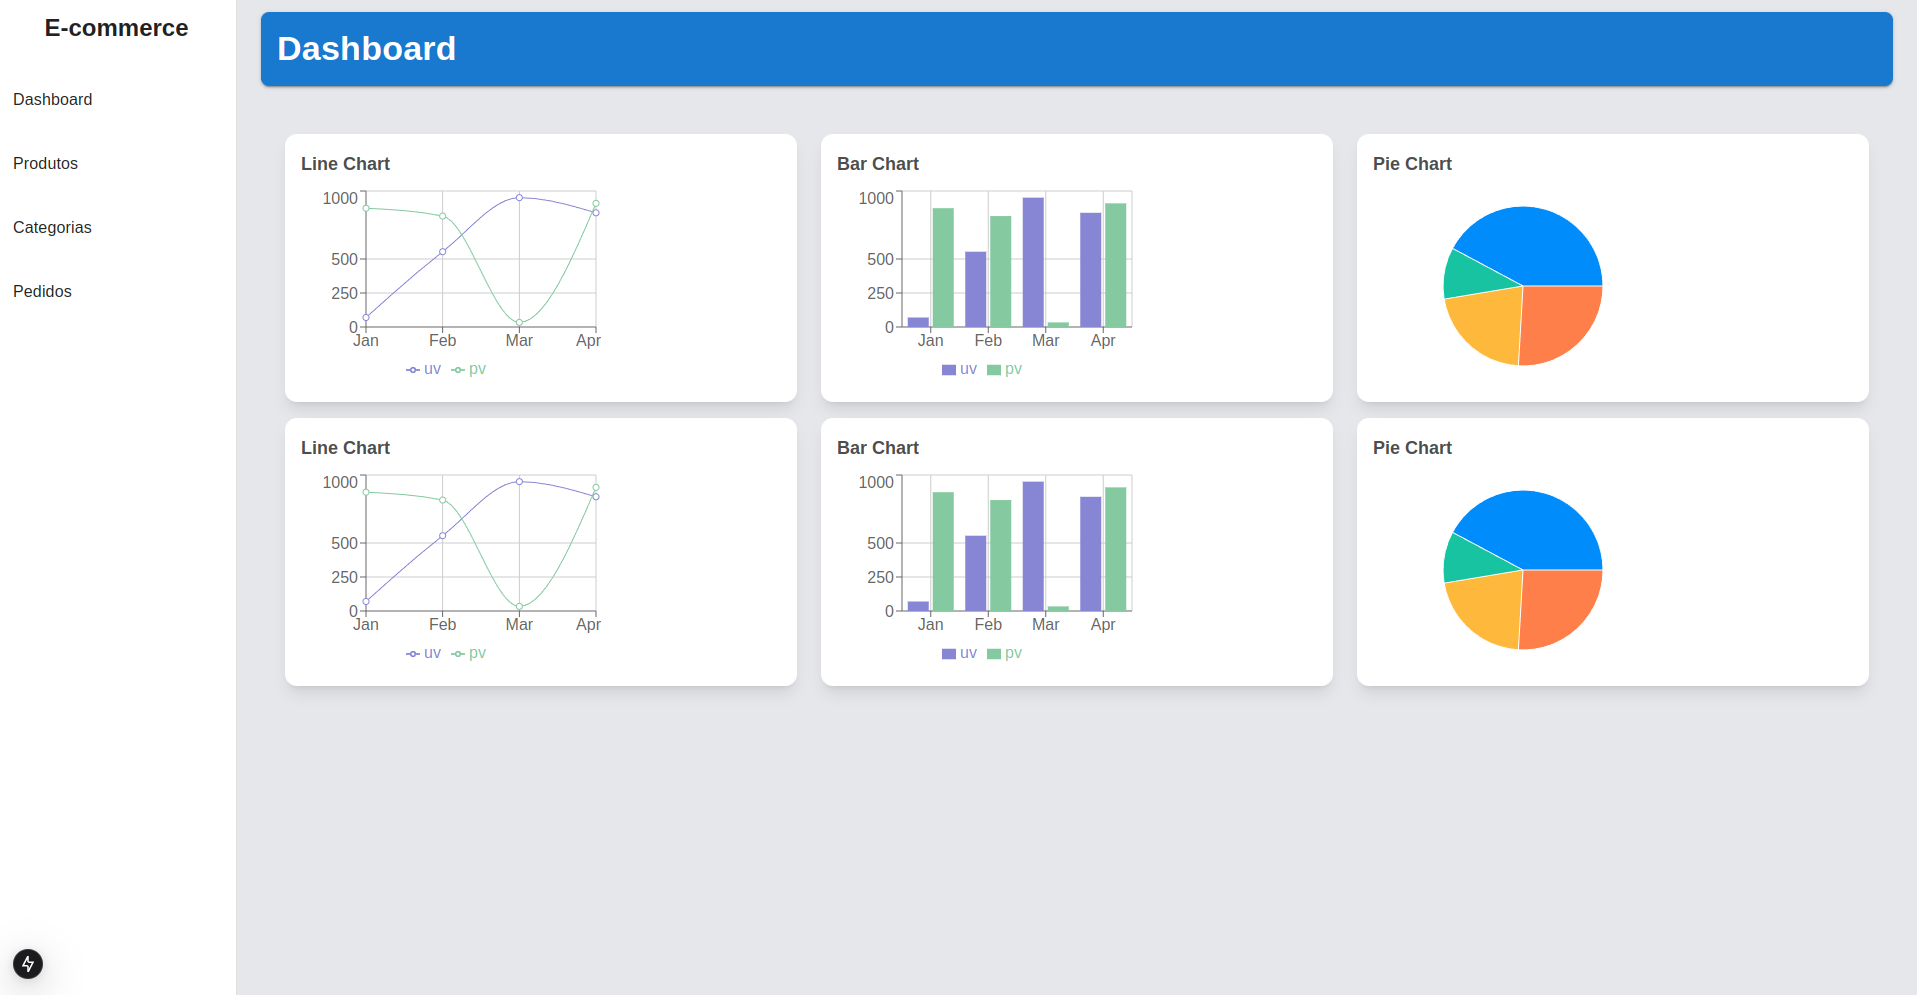 E-commerce
Dashboard
Produtos
Categorias
Pedidos
Dashboard
Line Chart
1000
500
250
0
Jan Feb Mar Apr
uv pv
Bar Chart
1000
500
250
0
Jan Feb Mar Apr
uv pv
Pie Chart
Line Chart
1000
500
250
0
Jan Feb Mar Apr
uv pv
Bar Chart
1000
500
250
0
Jan Feb Mar Apr
uv pv
Pie Chart